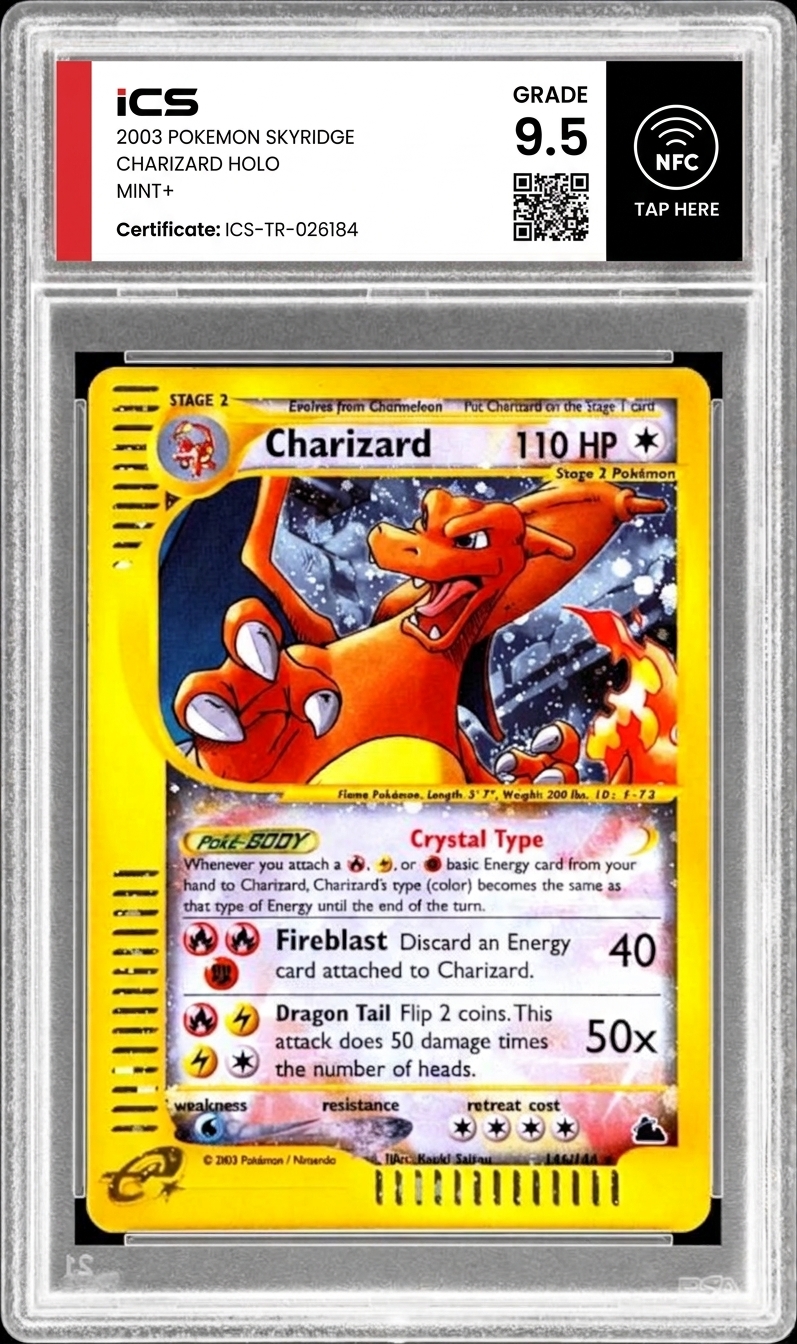 iCS
2003 POKEMON SKYRIDGE
CHARIZARD HOLO
MINT+
Certificate: ICS-TR-026184
GRADE
9.5
NFC
TAP HERE
STAGE 2
Evolves from Charmeleon Put Charizard on the Stage 1 card
Charizard 110 HP
Stage 2 Pokémon
Flame Pokémon. Length 5' 7", Weight 200 lbs. ID: F-73
Poké-BODY Crystal Type
Whenever you attach a , , or basic Energy card from your
hand to Charizard, Charizard's type (color) becomes the same as
that type of Energy until the end of the turn.
Fireblast Discard an Energy 40
card attached to Charizard.
Dragon Tail Flip 2 coins. This
attack does 50 damage times 50x
the number of heads.
weakness resistance retreat cost
© Pokémon / Nintendo
e
21
PSA